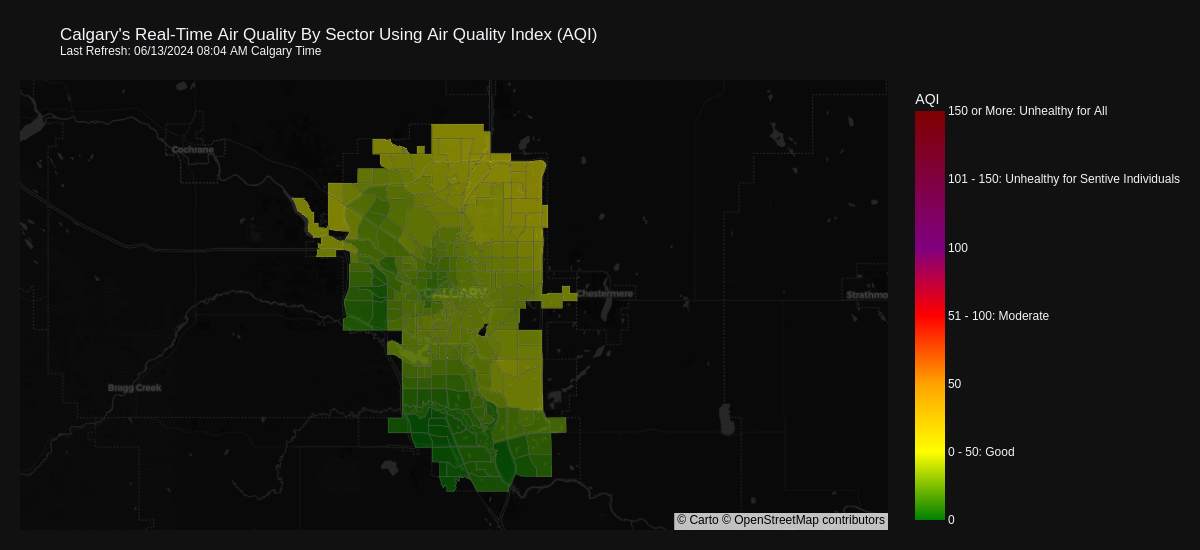 Calgary's Real-Time Air Quality By Sector Using Air Quality Index (AQI)
Last Refresh: 06/13/2024 08:04 AM Calgary Time
AQI
150 or More: Unhealthy for All
Cochrane
101 - 150: Unhealthy for Sentive Individuals
100
CALGARY
Chestermere
Strathmo
51 - 100: Moderate
50
Bragg Creek
0 - 50: Good
0
© Carto © OpenStreetMap contributors